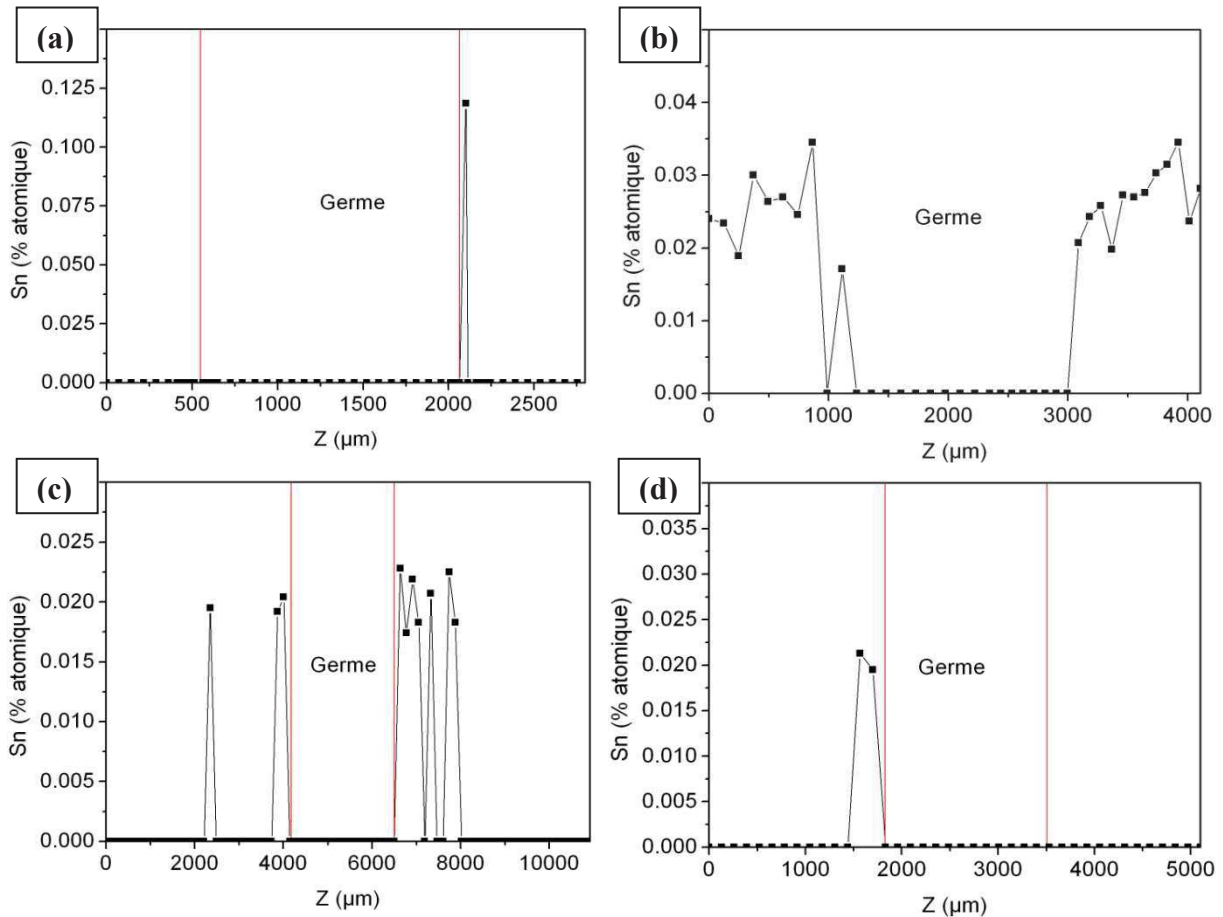 (a)
Sn (% atomique)
0.125
0.100
0.075
0.050
0.025
0.000
Germe
0 500 1000 1500 2000 2500
Z (µm)
(b)
Sn (% atomique)
0.04
0.03
0.02
0.01
0.00
Germe
0 1000 2000 3000 4000
Z (µm)
(c)
Sn (% atomique)
0.025
0.020
0.015
0.010
0.005
0.000
Germe
0 2000 4000 6000 8000 10000
Z (µm)
(d)
Sn (% atomique)
0.035
0.030
0.025
0.020
0.015
0.010
0.005
0.000
Germe
0 1000 2000 3000 4000 5000
Z (µm)